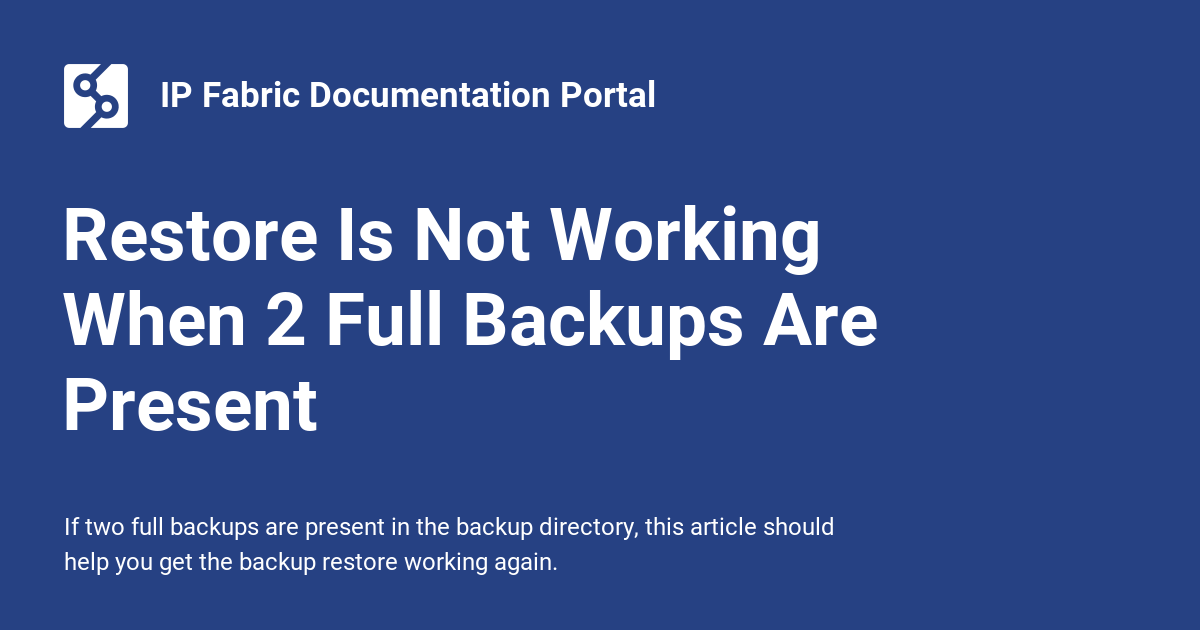 IP Fabric Documentation Portal
Restore Is Not Working
When 2 Full Backups Are
Present
If two full backups are present in the backup directory, this article should
help you get the backup restore working again.